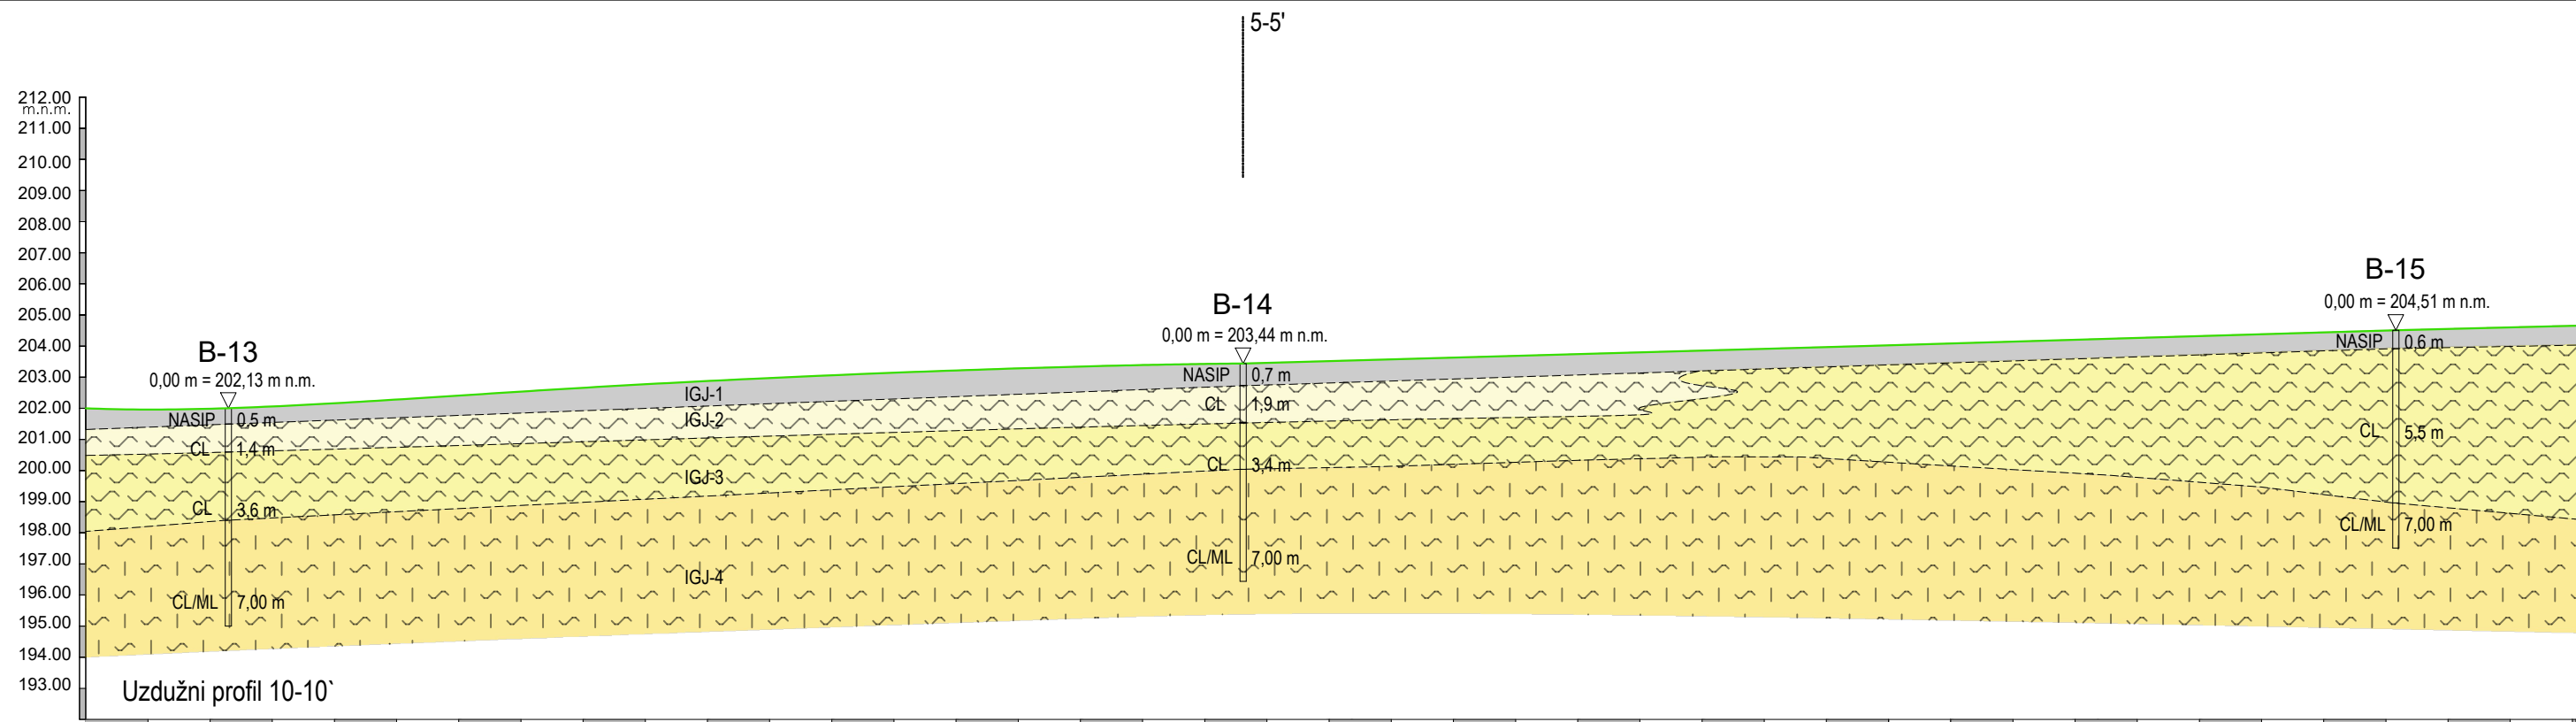 5-5'
212.00
m.n.m.
211.00
210.00
209.00
208.00
207.00
206.00
205.00
204.00
203.00
202.00
201.00
200.00
199.00
198.00
197.00
196.00
195.00
194.00
193.00
B-13
0,00 m = 202,13 m n.m.
NASIP 0.5 m
CL 1,4 m
CL 3,6 m
CL/ML 7,00 m
IGJ-1
IGJ-2
IGJ-3
IGJ-4
B-14
0,00 m = 203,44 m n.m.
NASIP 0,7 m
CL 1,9 m
CL 3,4 m
CL/ML 7,00 m
B-15
0,00 m = 204,51 m n.m.
NASIP 0.6 m
CL 5,5 m
CL/ML 7,00 m
Uzdužni profil 10-10`